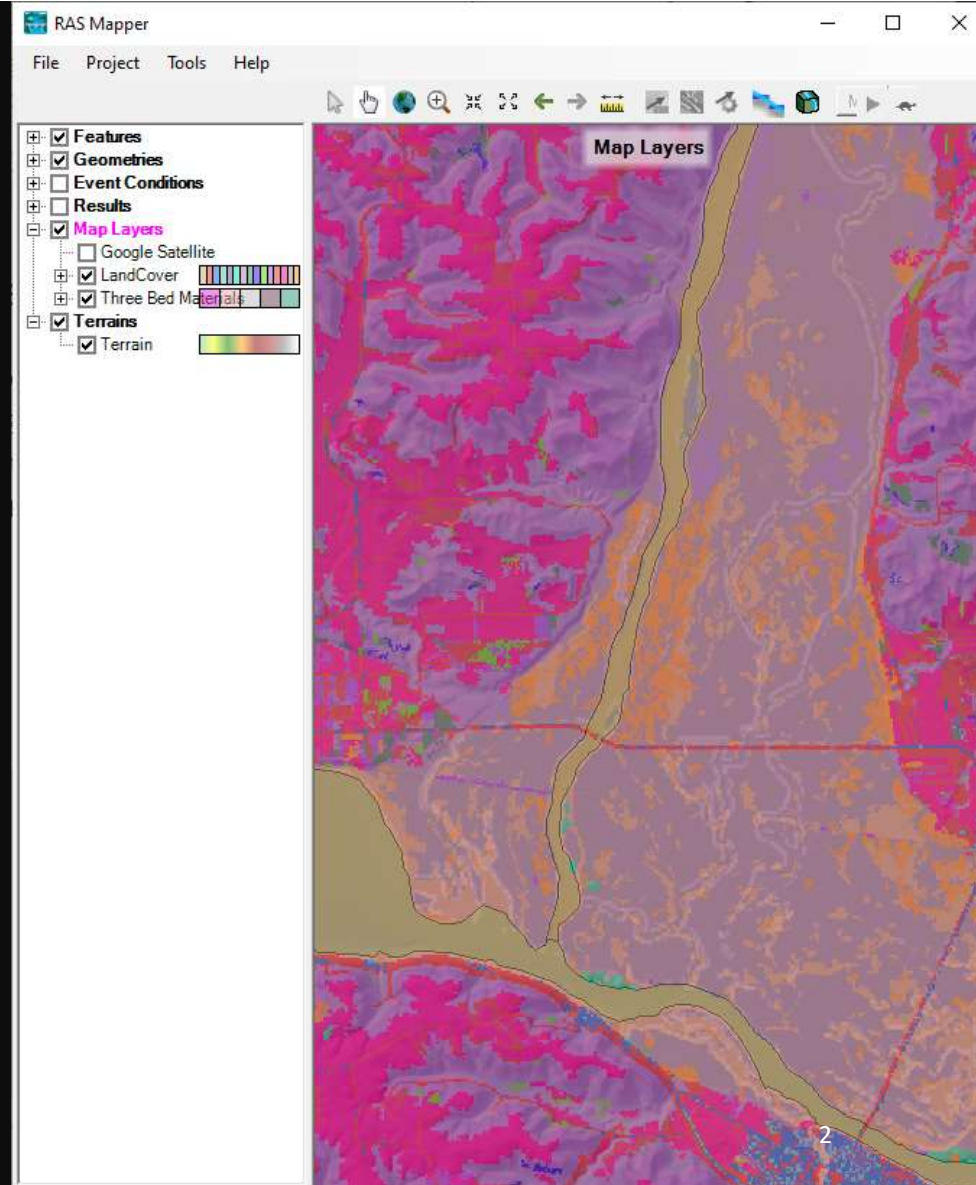 RAS Mapper
File Project Tools Help
Map Layers
Features
Geometries
Event Conditions
Results
Map Layers
Google Satellite
LandCover
Three Bed Materials
Terrains
Terrain
2